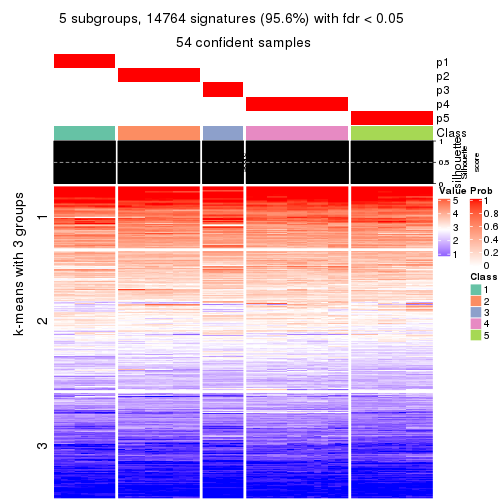 5 subgroups, 14764 signatures (95.6%) with fdr < 0.05
54 confident samples
p1
p2
p3
p4
p5
Class
1
0.5
0
silhouette
Silhouette
score
k-means with 3 groups
1
2
3
Value
5
4
3
2
1
Prob
1
0.8
0.6
0.4
0.2
0
Class
1
2
3
4
5